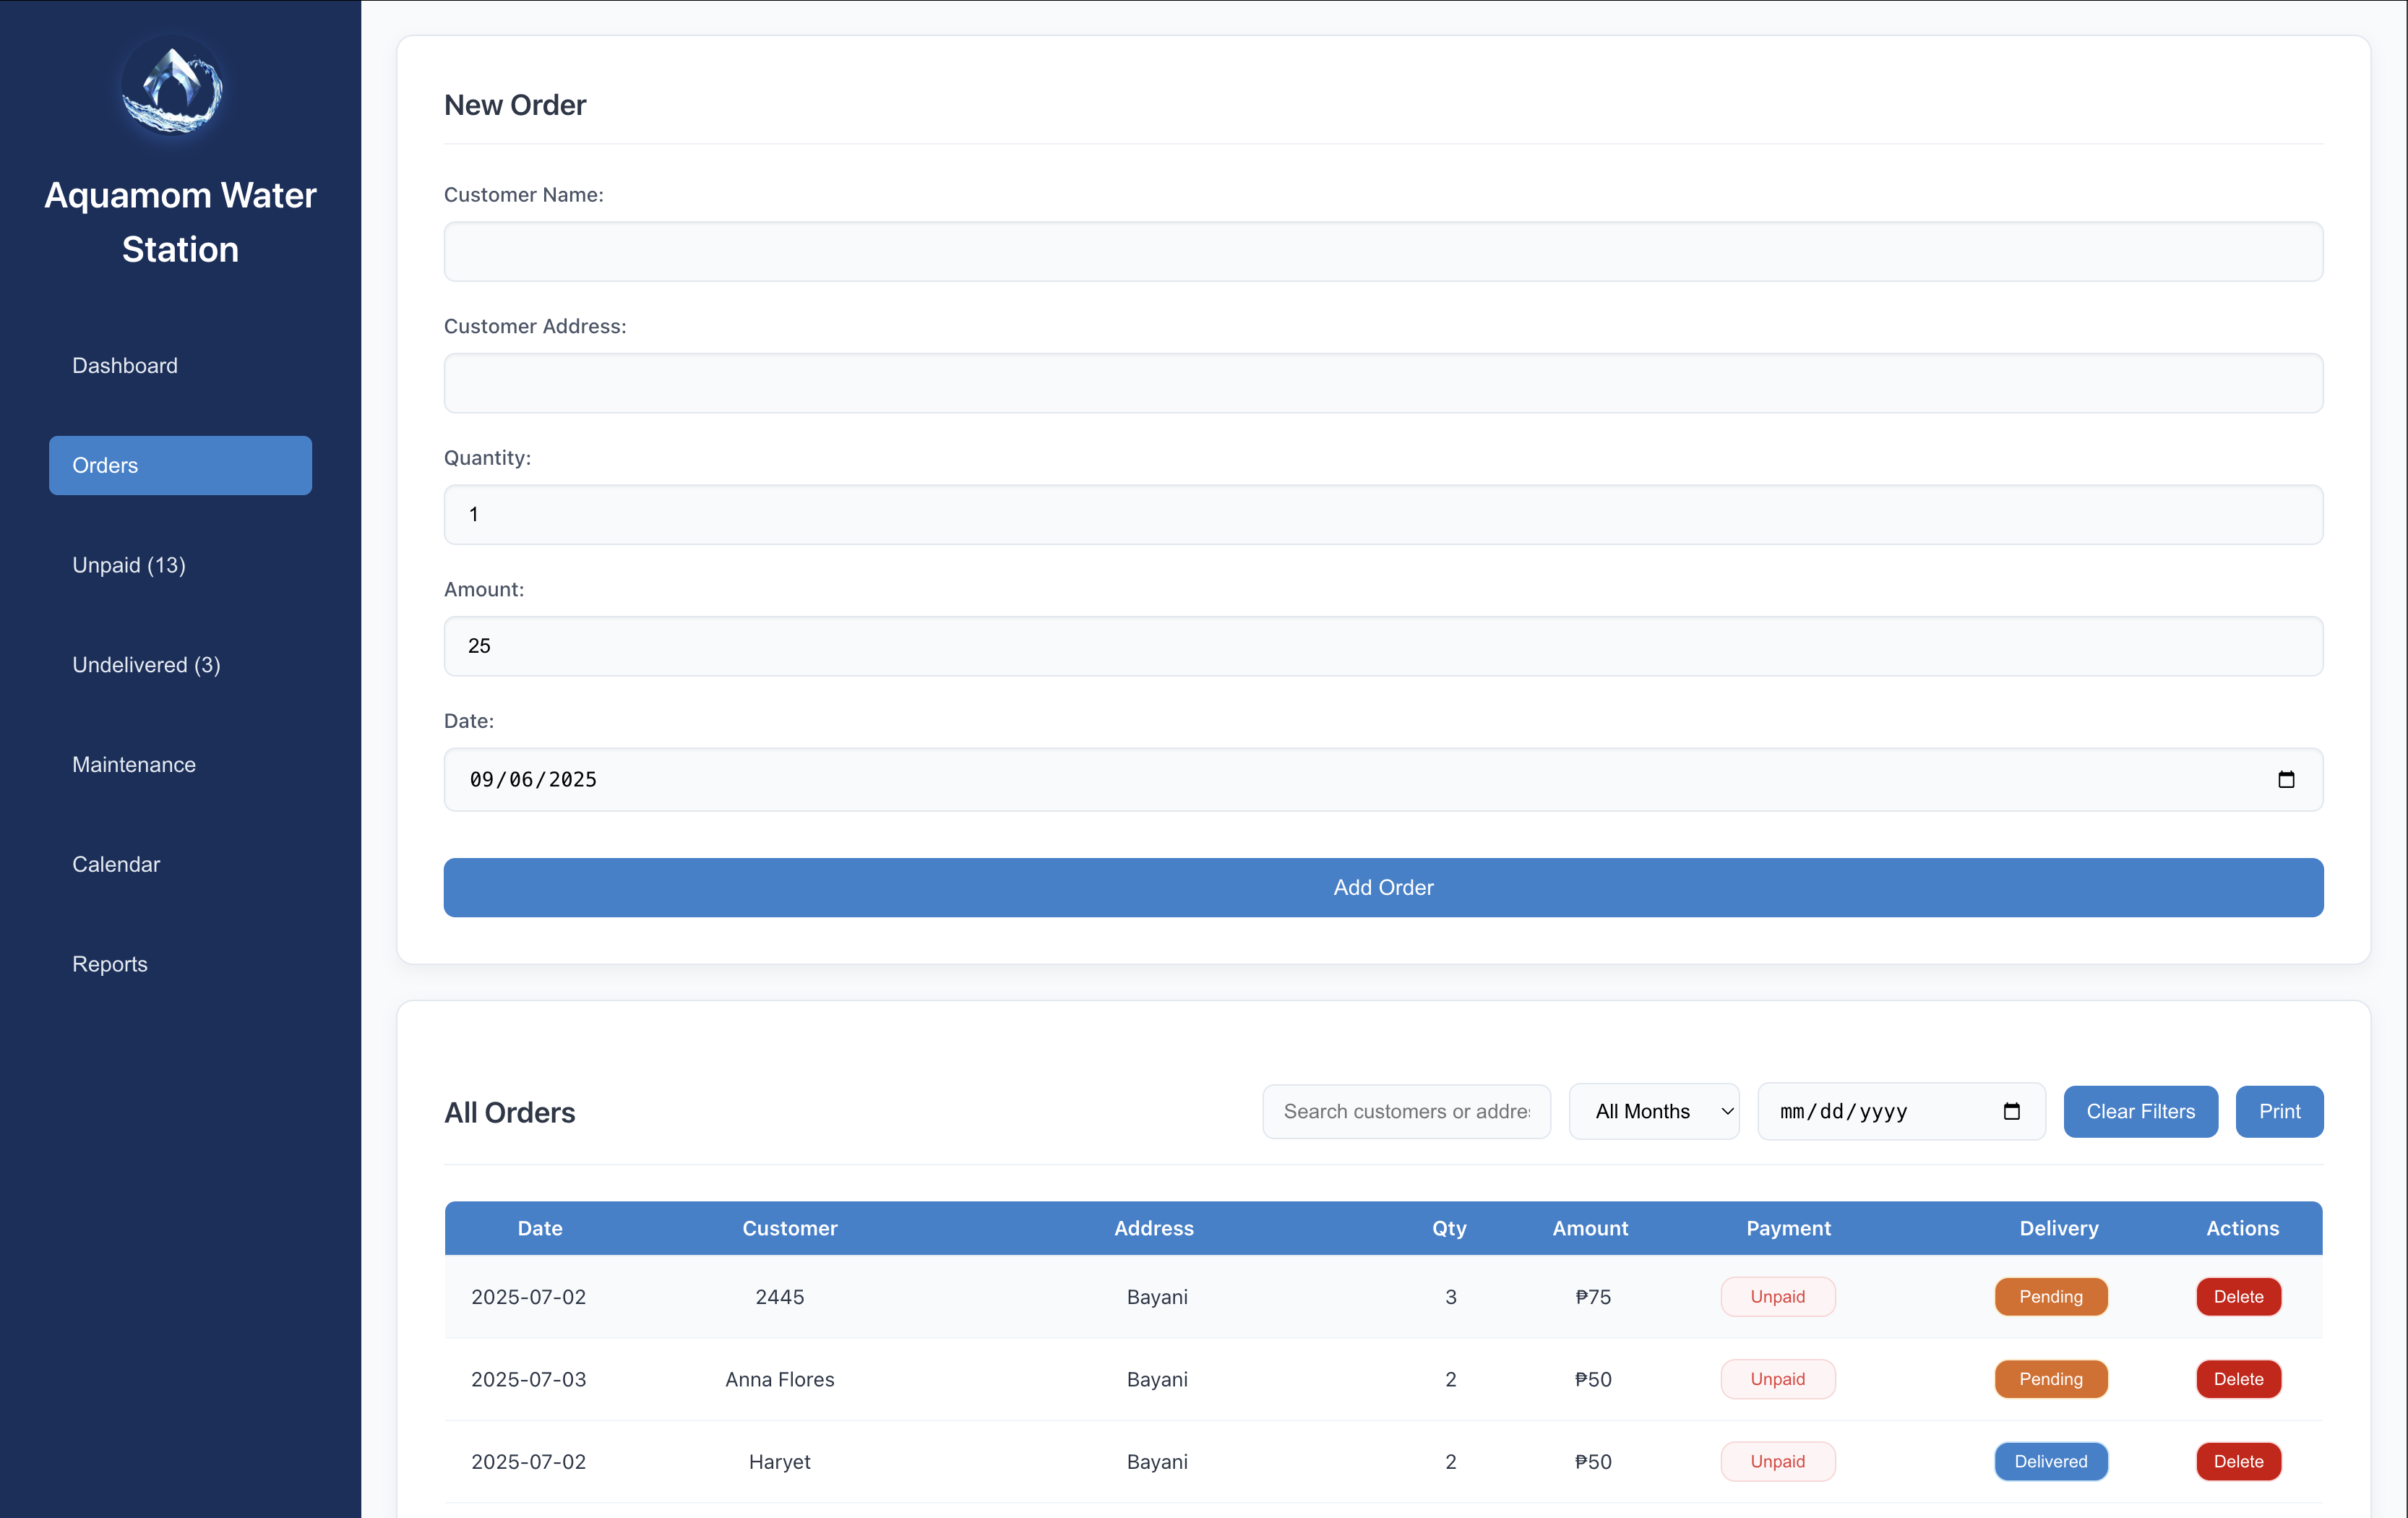 Aquamom Water
Station
Dashboard
Orders
Unpaid (13)
Undelivered (3)
Maintenance
Calendar
Reports
New Order
Customer Name:
Customer Address:
Quantity:
1
Amount:
25
Date:
09/06/2025
Add Order
All Orders
Search customers or addre
All Months
mm/dd/yyyy
Clear Filters
Print
Date Customer Address Qty Amount Payment Delivery Actions
2025-07-02 2445 Bayani 3 ₱75 Unpaid Pending Delete
2025-07-03 Anna Flores Bayani 2 ₱50 Unpaid Pending Delete
2025-07-02 Haryet Bayani 2 ₱50 Unpaid Delivered Delete